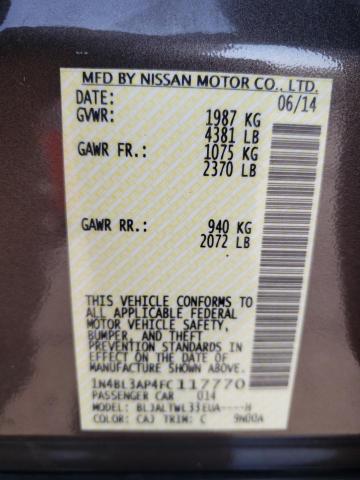 MFD BY NISSAN MOTOR CO., LTD.
DATE: 06/14
GVWR: 1987 KG
4381 LB
GAWR FR.: 1075 KG
2370 LB
GAWR RR.: 940 KG
2072 LB
THIS VEHICLE CONFORMS TO
ALL APPLICABLE FEDERAL
MOTOR VEHICLE SAFETY,
BUMPER, AND THEFT
PREVENTION STANDARDS IN
EFFECT ON THE DATE OF
MANUFACTURE SHOWN ABOVE.
1N4BL3AP4FC117770
PASSENGER CAR 014
MODEL: BLJALTWL33EUA----H
COLOR: CAJ TRIM: C 9N00A